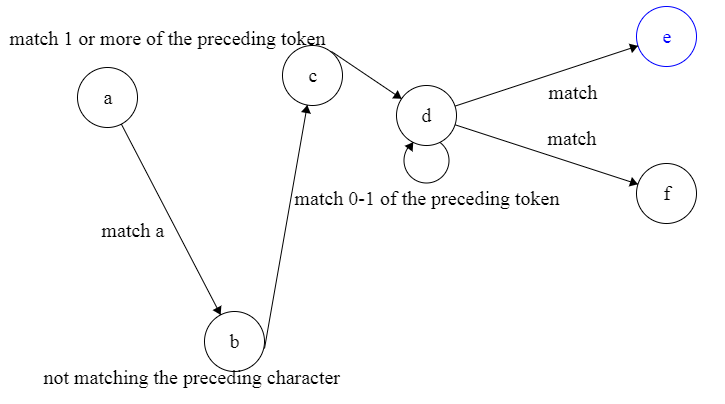 e
match 1 or more of the preceding token
c
a
match
d
match
f
match 0-1 of the preceding token
match a
b
not matching the preceding character